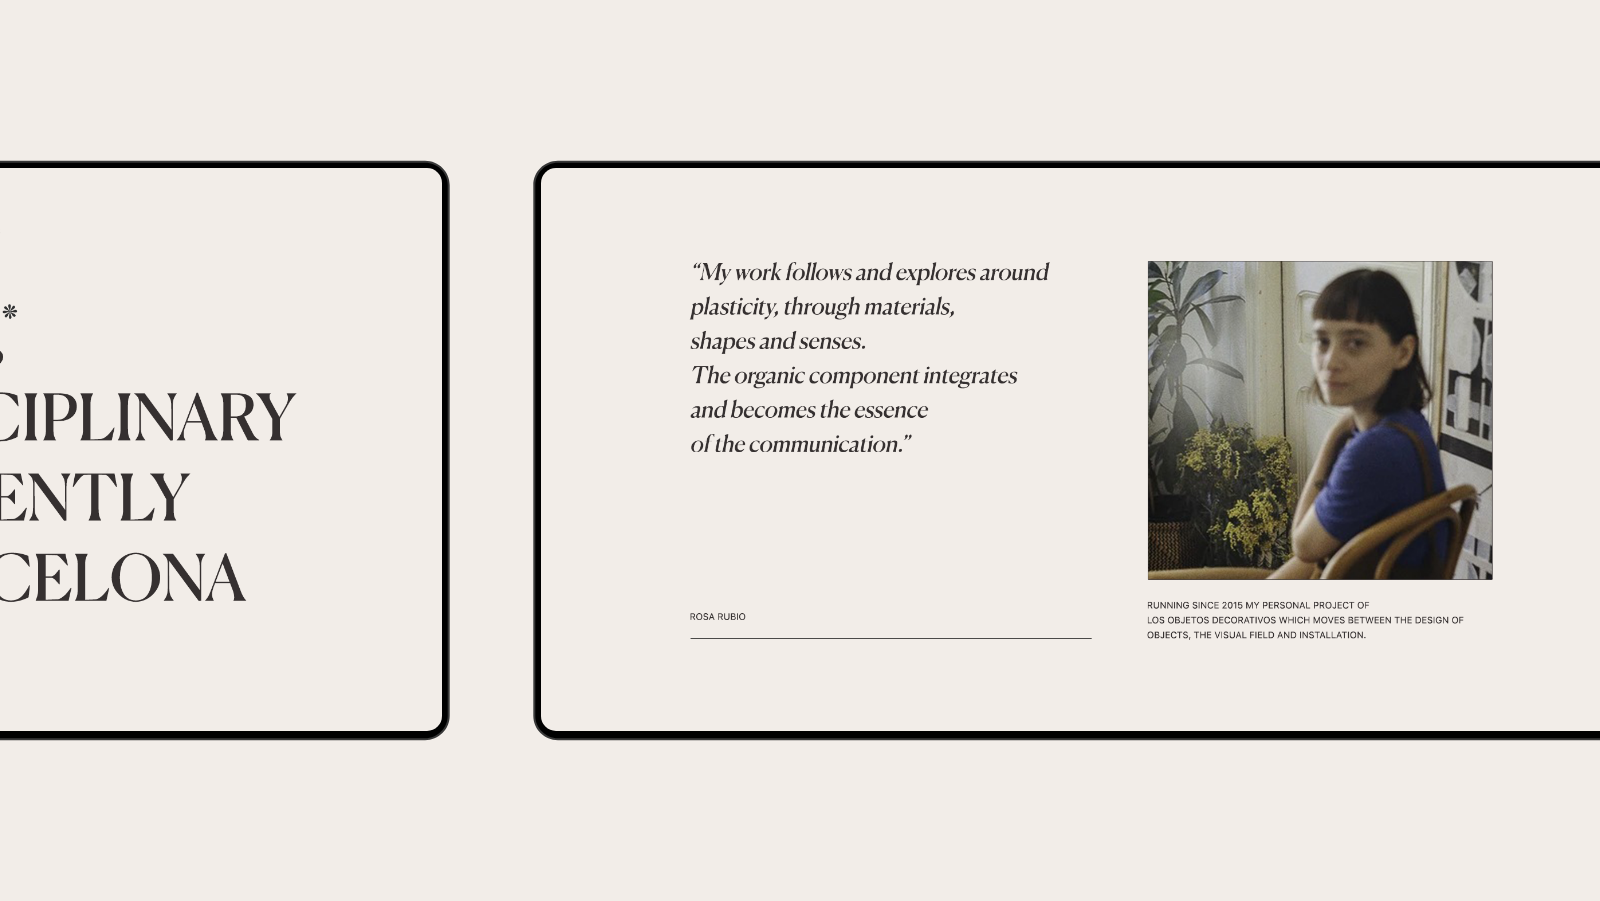 *
CIPLINARY
ENTLY
CELONA
“My work follows and explores around
plasticity, through materials,
shapes and senses.
The organic component integrates
and becomes the essence
of the communication.”
ROSA RUBIO
RUNNING SINCE 2015 MY PERSONAL PROJECT OF
LOS OBJETOS DECORATIVOS WHICH MOVES BETWEEN THE DESIGN OF
OBJECTS, THE VISUAL FIELD AND INSTALLATION.